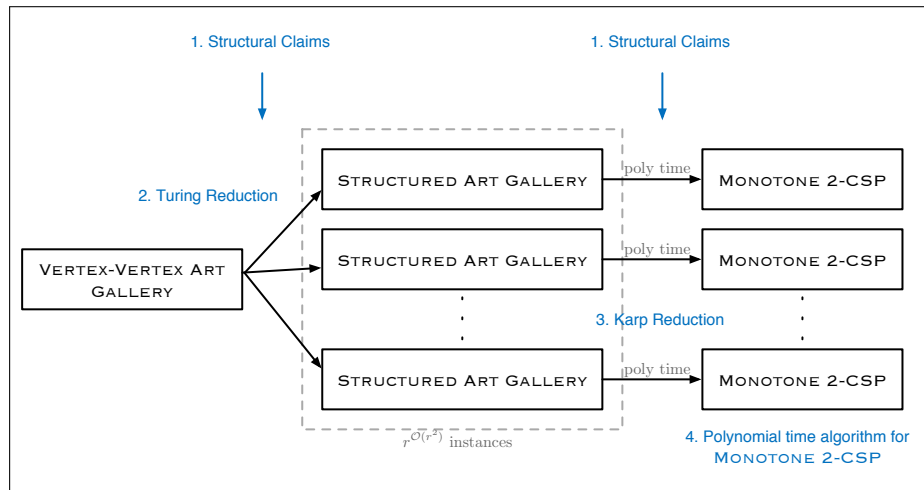 1. Structural Claims
1. Structural Claims
STRUCTURED ART GALLERY
poly time
MONOTONE 2-CSP
2. Turing Reduction
STRUCTURED ART GALLERY
poly time
MONOTONE 2-CSP
VERTEX-VERTEX ART
GALLERY
3. Karp Reduction
STRUCTURED ART GALLERY
poly time
MONOTONE 2-CSP
r^{O(r^2)} instances
4. Polynomial time algorithm for
MONOTONE 2-CSP